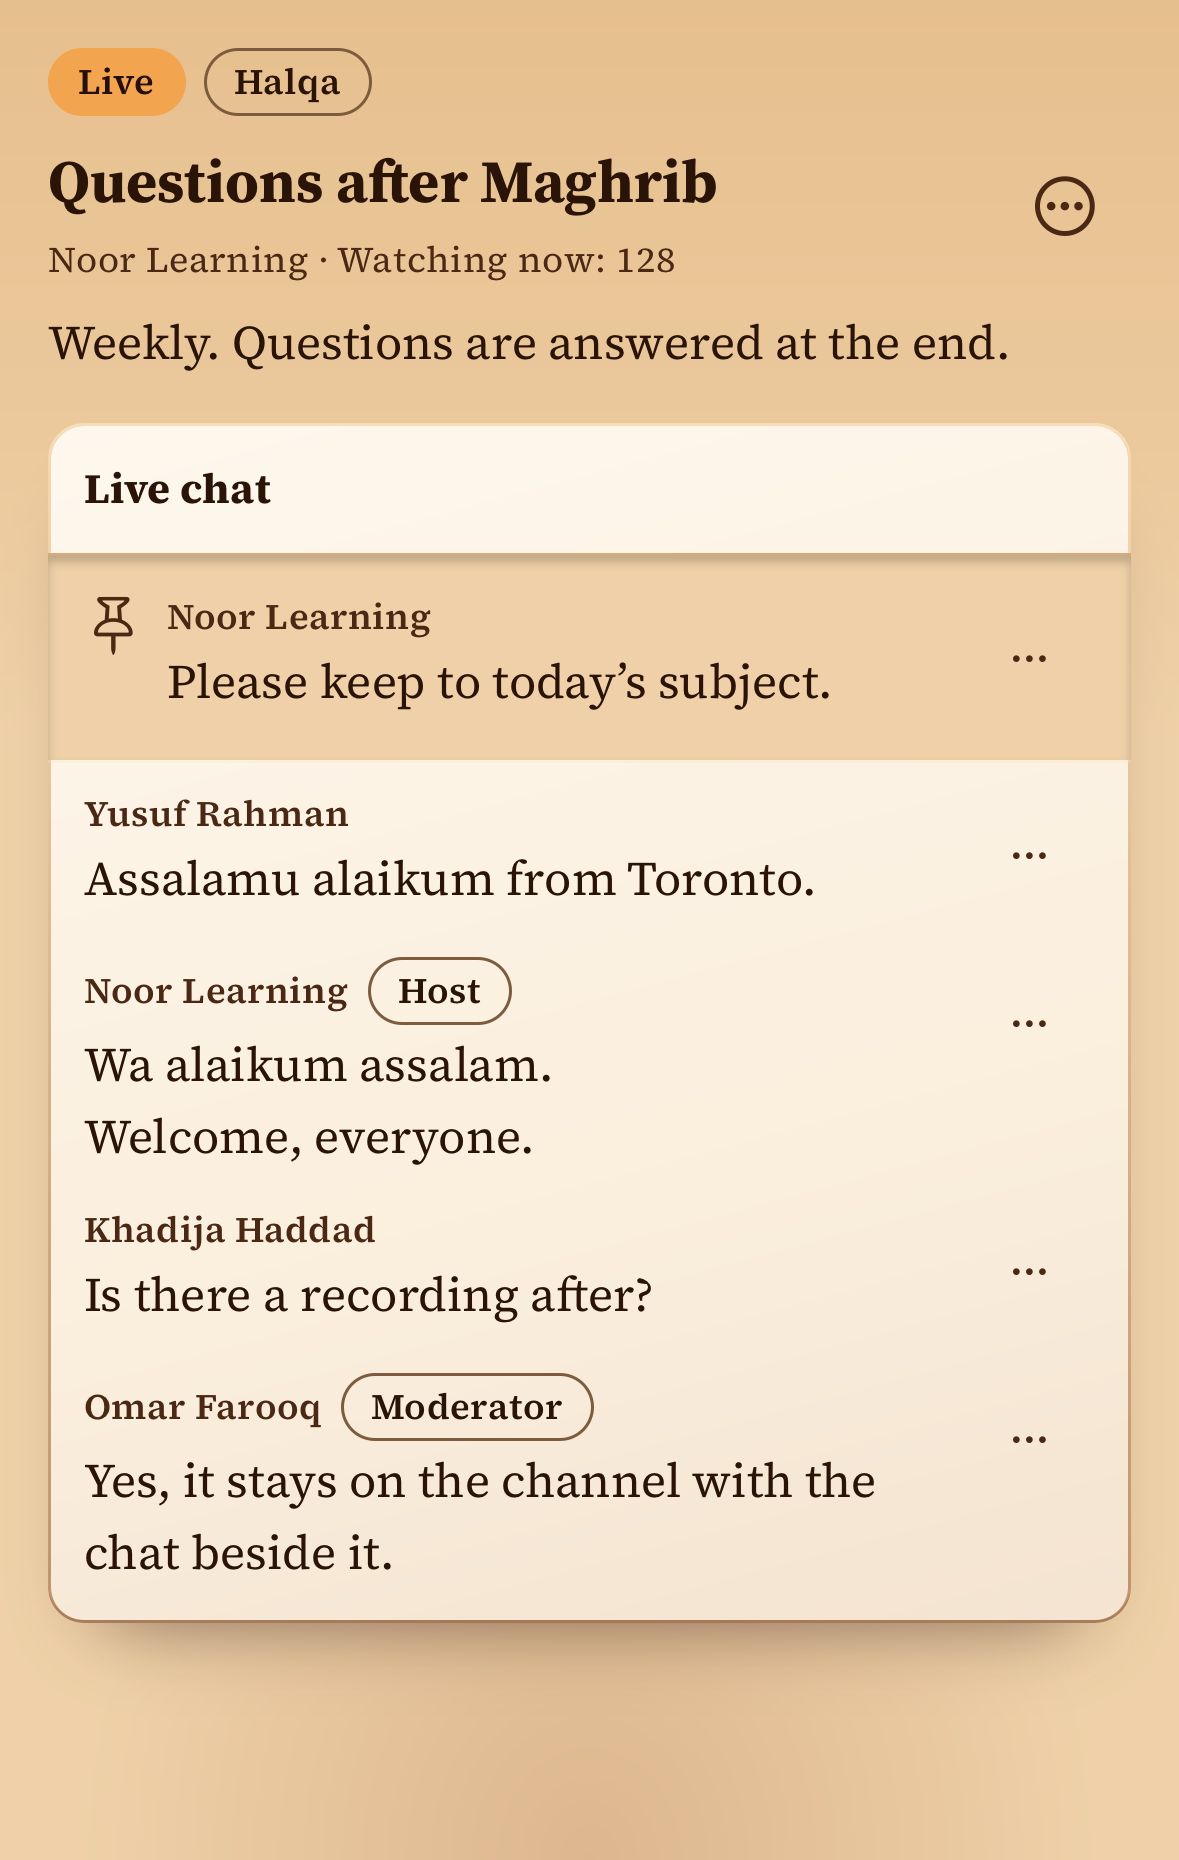 Live
Halqa
Questions after Maghrib
Noor Learning · Watching now: 128
Weekly. Questions are answered at the end.
Live chat
Noor Learning
Please keep to today’s subject.
Yusuf Rahman
Assalamu alaikum from Toronto.
Noor Learning Host
Wa alaikum assalam.
Welcome, everyone.
Khadija Haddad
Is there a recording after?
Omar Farooq Moderator
Yes, it stays on the channel with the
chat beside it.